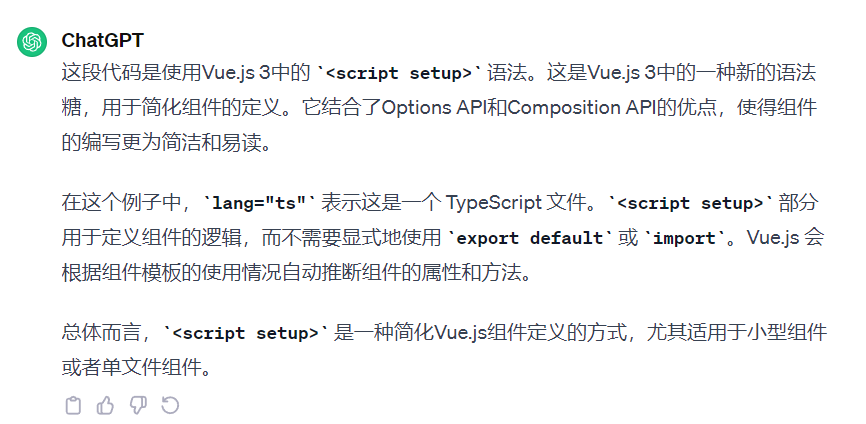 ChatGPT
这段代码是使用Vue.js 3中的 `<script setup>` 语法。这是Vue.js 3中的一种新的语法
糖，用于简化组件的定义。它结合了Options API和Composition API的优点，使得组件
的编写更为简洁和易读。
在这个例子中，`lang="ts"` 表示这是一个 TypeScript 文件。`<script setup>` 部分
用于定义组件的逻辑，而不需要显式地使用 `export default` 或 `import`。Vue.js 会
根据组件模板的使用情况自动推断组件的属性和方法。
总体而言，`<script setup>` 是一种简化Vue.js组件定义的方式，尤其适用于小型组件
或者单文件组件。